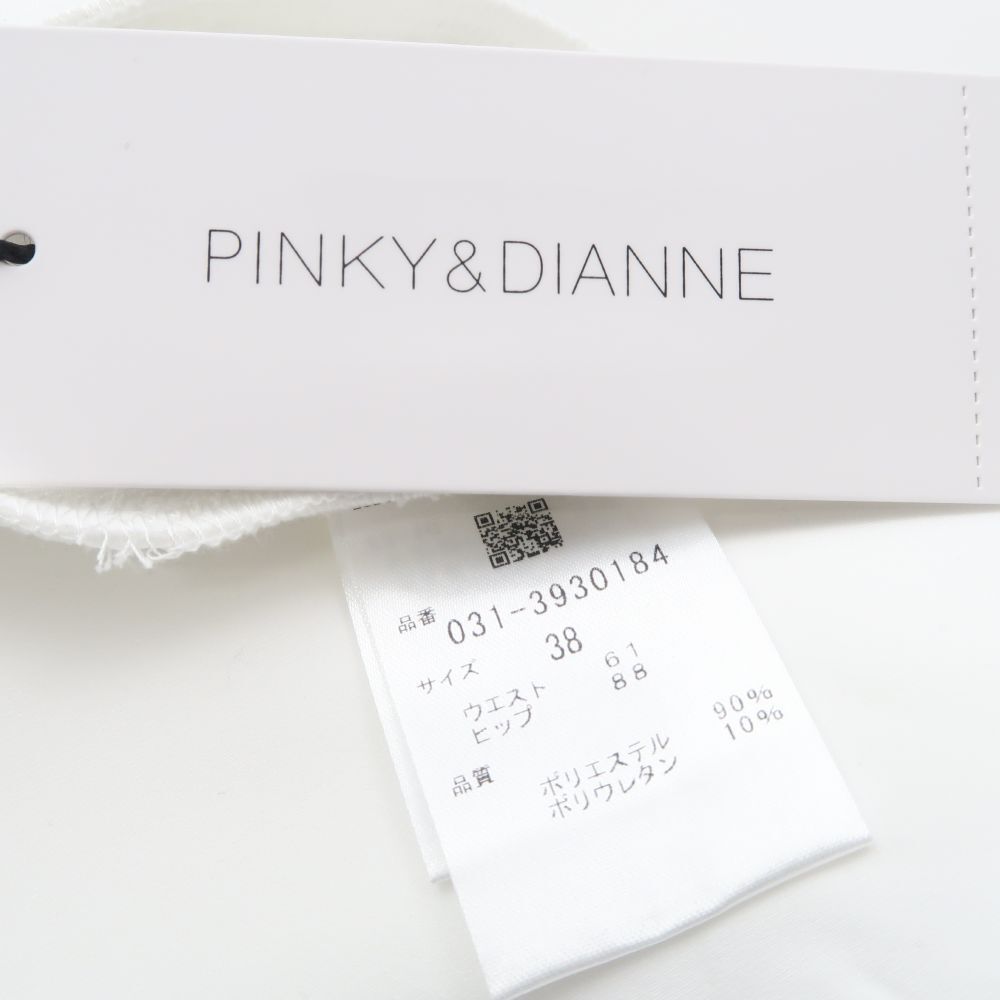 PINKY&DIANNE
品番 031-3930184
サイズ 38
ウエスト 61
ヒップ 88
品質 ポリエステル 90%
ポリウレタン 10%